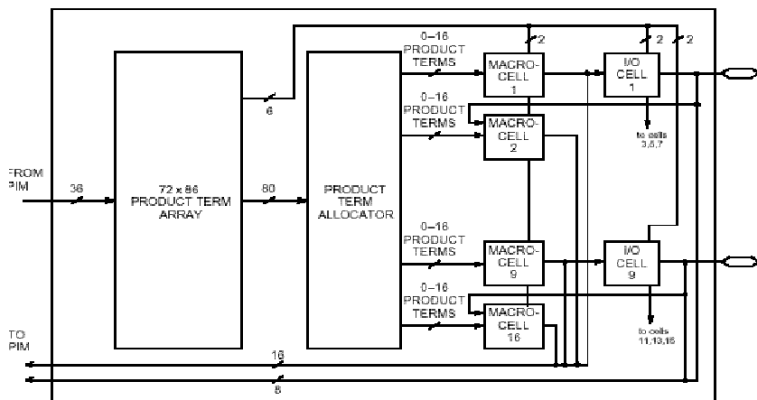 0–16
PRODUCT
TERMS
2
2
2
MACRO-
CELL
1
I/O
CELL
1
6
0–16
PRODUCT
TERMS
MACRO-
CELL
2
to cells
3,5,7
FROM
PIM
36
72 x 86
PRODUCT TERM
ARRAY
80
PRODUCT
TERM
ALLOCATOR
0–16
PRODUCT
TERMS
MACRO-
CELL
9
I/O
CELL
9
0–16
PRODUCT
TERMS
MACRO-
CELL
16
to cells
11,13,15
TO
PIM
16
8